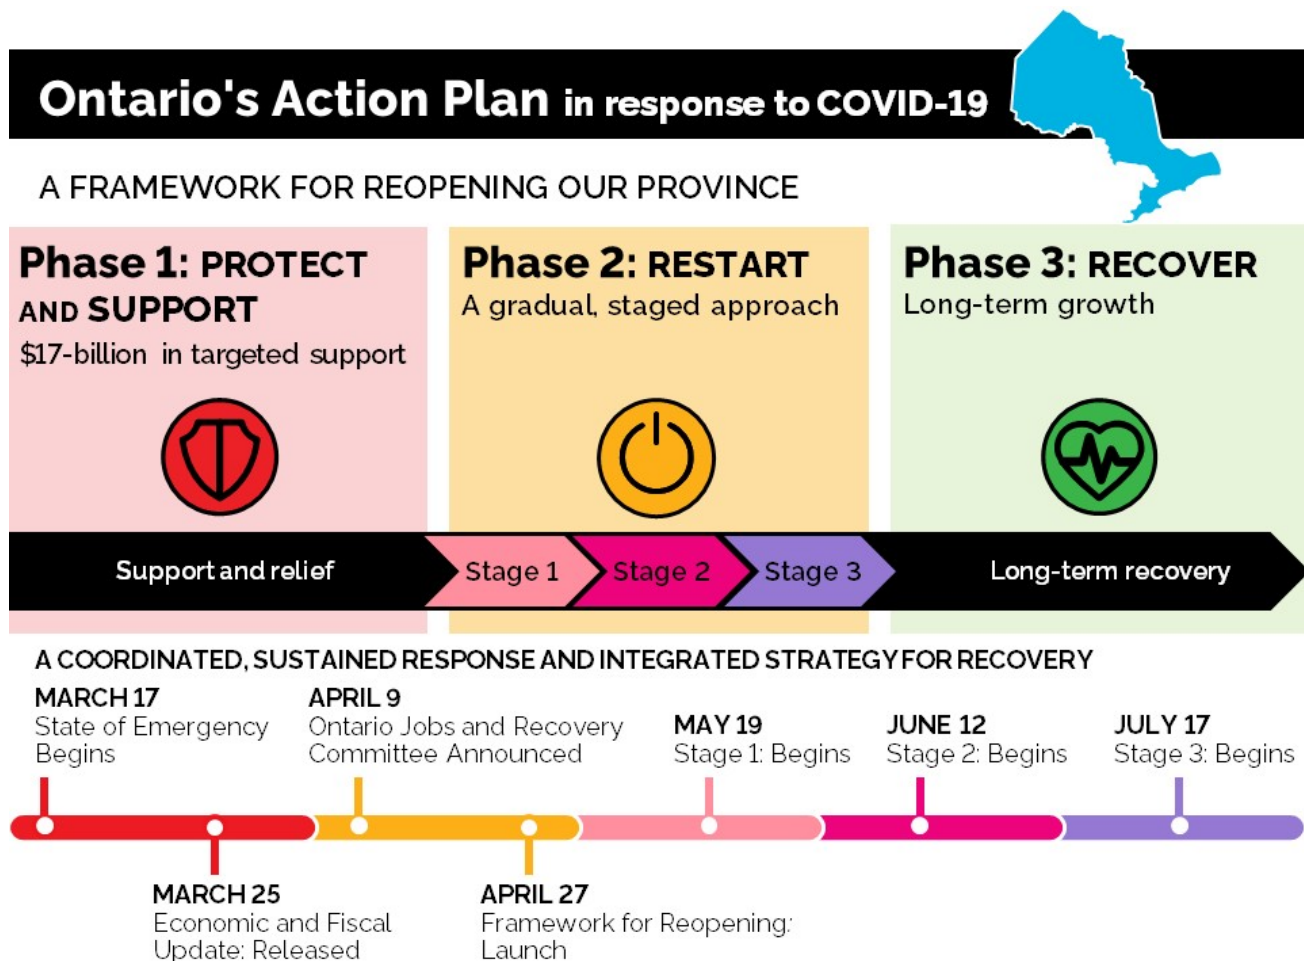 Ontario's Action Plan in response to COVID-19
A FRAMEWORK FOR REOPENING OUR PROVINCE
Phase 1: PROTECT
AND SUPPORT
$17-billion in targeted support
Phase 2: RESTART
A gradual, staged approach
Phase 3: RECOVER
Long-term growth
Support and relief
Stage 1
Stage 2
Stage 3
Long-term recovery
A COORDINATED, SUSTAINED RESPONSE AND INTEGRATED STRATEGY FOR RECOVERY
MARCH 17
State of Emergency
Begins
APRIL 9
Ontario Jobs and Recovery
Committee Announced
MAY 19
Stage 1: Begins
JUNE 12
Stage 2: Begins
JULY 17
Stage 3: Begins
MARCH 25
Economic and Fiscal
Update: Released
APRIL 27
Framework for Reopening:
Launch